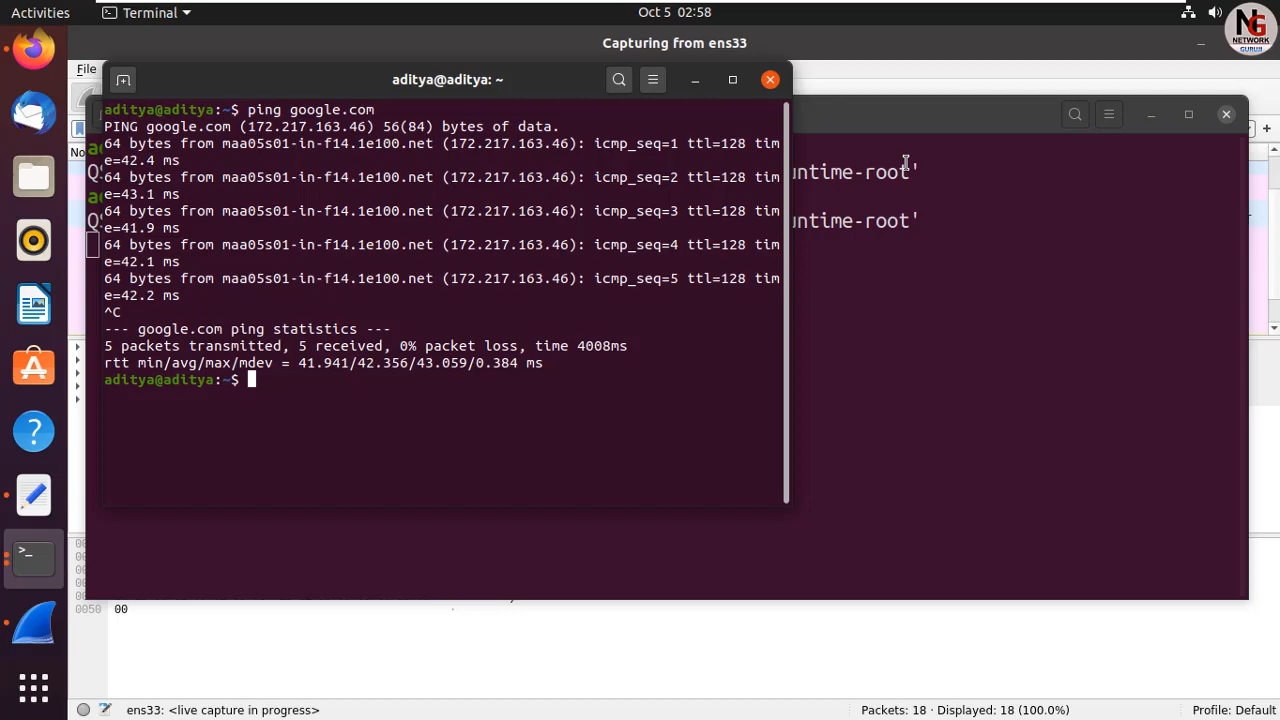 Activities
Terminal
Oct 5 02:58
NG
NETWORK
GURUJI
Capturing from ens33
File
aditya@aditya: ~
aditya@aditya:~$ ping google.com
PING google.com (172.217.163.46) 56(84) bytes of data.
64 bytes from maa05s01-in-f14.1e100.net (172.217.163.46): icmp_seq=1 ttl=128 tim
e=42.4 ms
64 bytes from maa05s01-in-f14.1e100.net (172.217.163.46): icmp_seq=2 ttl=128 tim
e=43.1 ms
64 bytes from maa05s01-in-f14.1e100.net (172.217.163.46): icmp_seq=3 ttl=128 tim
e=41.9 ms
64 bytes from maa05s01-in-f14.1e100.net (172.217.163.46): icmp_seq=4 ttl=128 tim
e=42.1 ms
64 bytes from maa05s01-in-f14.1e100.net (172.217.163.46): icmp_seq=5 ttl=128 tim
e=42.2 ms
^C
--- google.com ping statistics ---
5 packets transmitted, 5 received, 0% packet loss, time 4008ms
rtt min/avg/max/mdev = 41.941/42.356/43.059/0.384 ms
aditya@aditya:~$
No
untime-root'
untime-root'
0050 00
ens33: <live capture in progress>
Packets: 18 · Displayed: 18 (100.0%)
Profile: Default